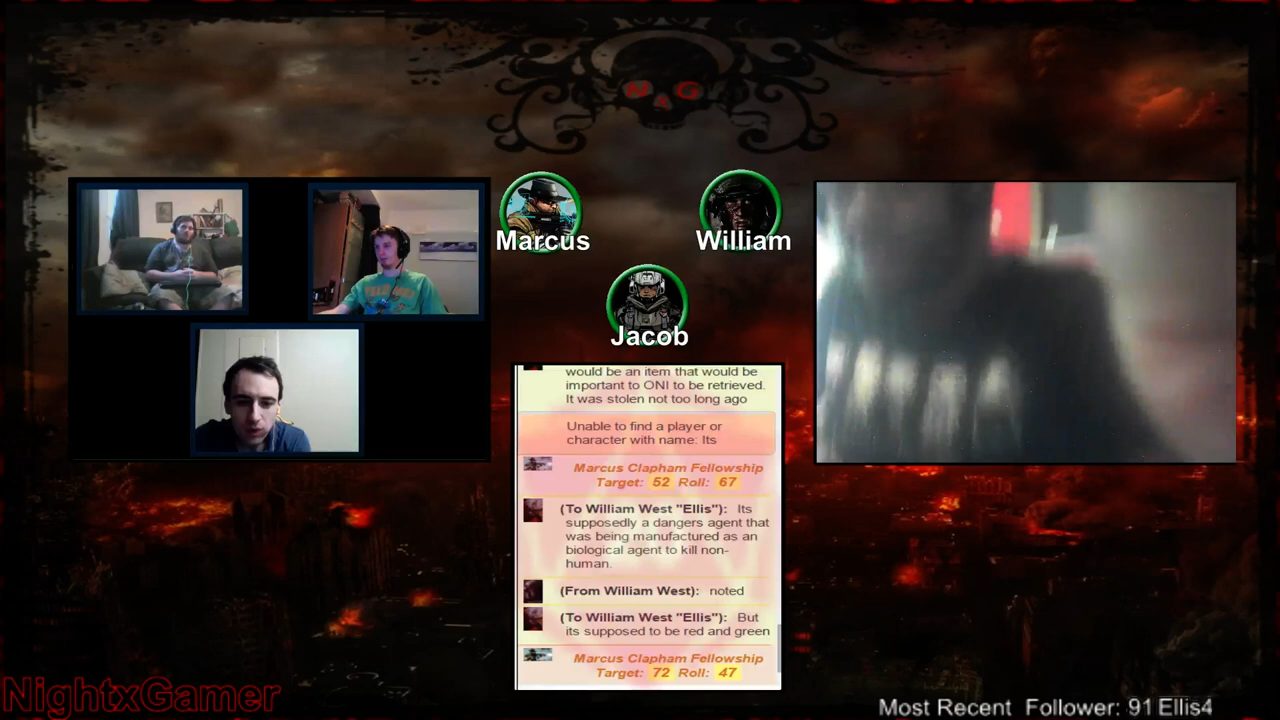 N G
A
Marcus
William
Jacob
would be an item that would be
important to ONI to be retrieved.
It was stolen not too long ago
Unable to find a player or
character with name: Its
Marcus Clapham Fellowship
Target: 52 Roll: 67
(To William West "Ellis"): Its
supposedly a dangers agent that
was being manufactured as an
biological agent to kill non-
human.
(From William West): noted
(To William West "Ellis"): But
its supposed to be red and green
Marcus Clapham Fellowship
Target: 72 Roll: 47
NightxGamer
Most Recent Follower: 91 Ellis4